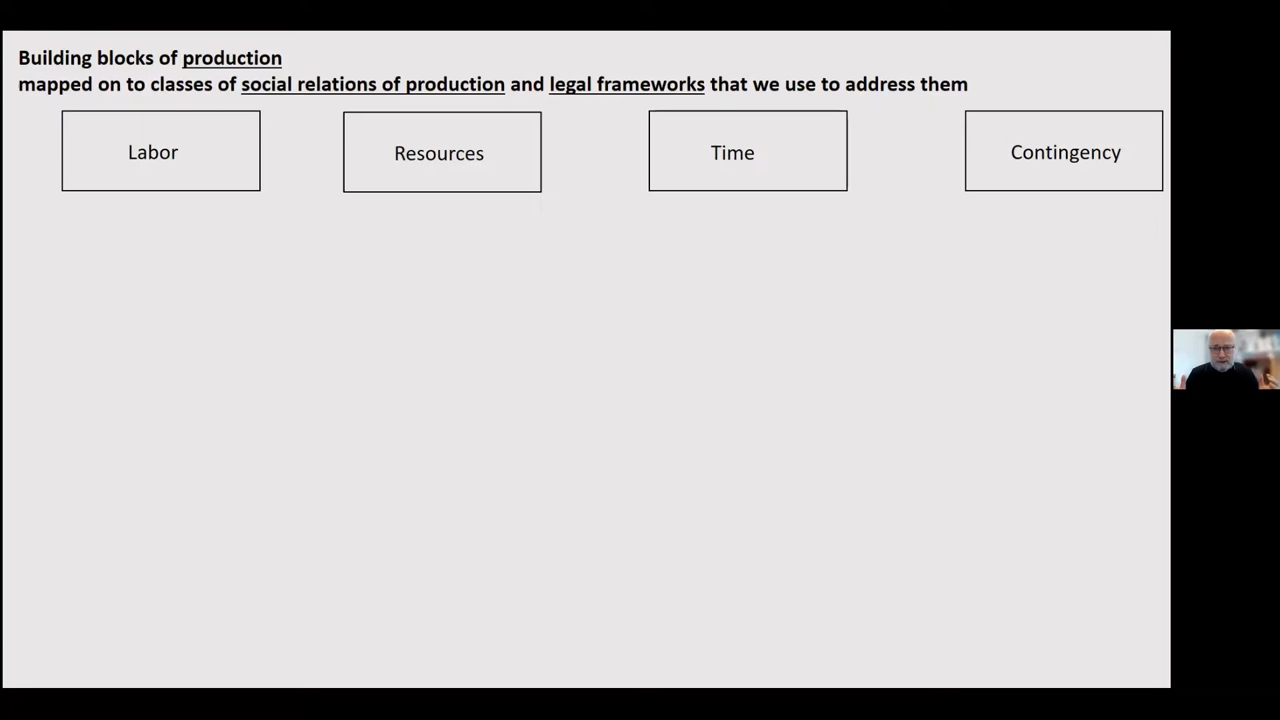 Building blocks of production
mapped on to classes of social relations of production and legal frameworks that we use to address them
Labor
Resources
Time
Contingency